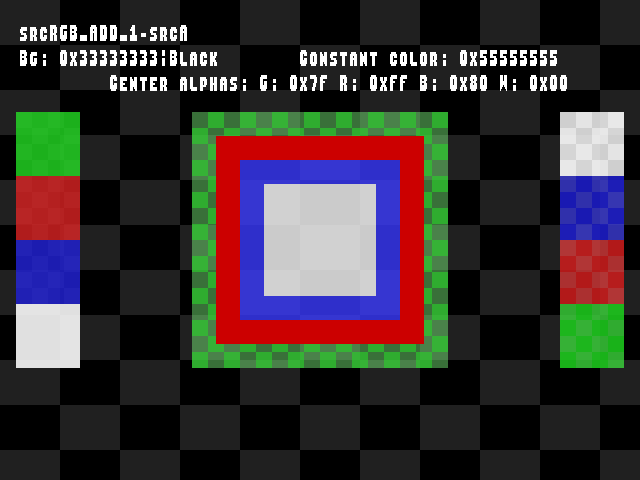 srcRGB_ADD_1-srcA
Bg: 0x33333333¦Black Constant color: 0x55555555
Center alphas: G: 0x7F R: 0xFF B: 0x80 W: 0x00